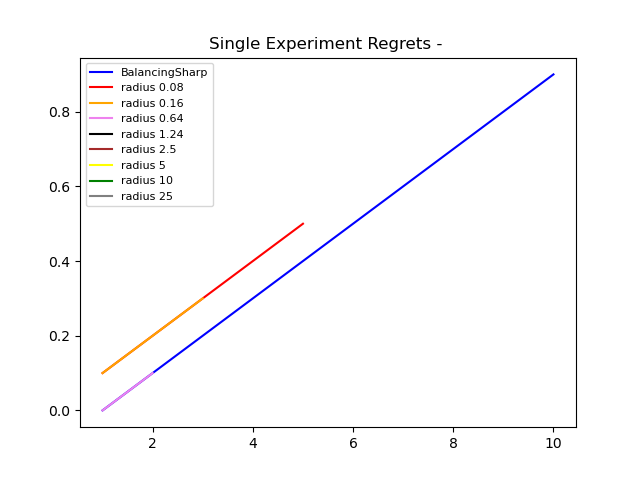 Single Experiment Regrets -
BalancingSharp
radius 0.08
radius 0.16
radius 0.64
radius 1.24
radius 2.5
radius 5
radius 10
radius 25
0.8
0.6
0.4
0.2
0.0
2 4 6 8 10